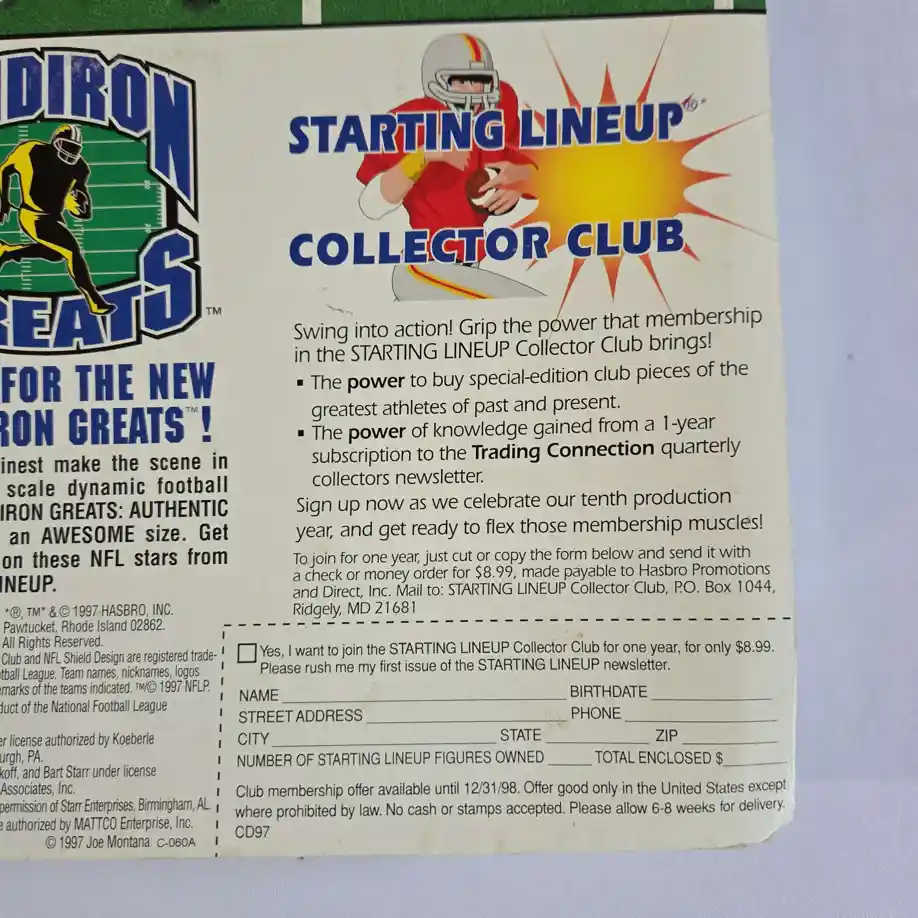 DIRON
GREATS
™
FOR THE NEW
RON GREATS™!
inest make the scene in
scale dynamic football
IRON GREATS: AUTHENTIC
an AWESOME size. Get
on these NFL stars from
INEUP.
*®, TM* & © 1997 HASBRO, INC.
Pawtucket, Rhode Island 02862.
All Rights Reserved.
Club and NFL Shield Design are registered trade-
tball League. Team names, nicknames, logos
emarks of the teams indicated. ™/© 1997 NFLP.
duct of the National Football League
er license authorized by Koeberle
urgh, PA.
koff, and Bart Starr under license
Associates, Inc.
permission of Starr Enterprises, Birmingham, AL.
e authorized by MATTCO Enterprise, Inc.
© 1997 Joe Montana C-060A
STARTING LINEUP®*
COLLECTOR CLUB
Swing into action! Grip the power that membership
in the STARTING LINEUP Collector Club brings!
▪ The power to buy special-edition club pieces of the
greatest athletes of past and present.
▪ The power of knowledge gained from a 1-year
subscription to the Trading Connection quarterly
collectors newsletter.
Sign up now as we celebrate our tenth production
year, and get ready to flex those membership muscles!
To join for one year, just cut or copy the form below and send it with
a check or money order for $8.99, made payable to Hasbro Promotions
and Direct, Inc. Mail to: STARTING LINEUP Collector Club, P.O. Box 1044,
Ridgely, MD 21681
Yes, I want to join the STARTING LINEUP Collector Club for one year, for only $8.99.
Please rush me my first issue of the STARTING LINEUP newsletter.
NAME BIRTHDATE
STREET ADDRESS PHONE
CITY STATE ZIP
NUMBER OF STARTING LINEUP FIGURES OWNED TOTAL ENCLOSED $
Club membership offer available until 12/31/98. Offer good only in the United States except
where prohibited by law. No cash or stamps accepted. Please allow 6-8 weeks for delivery.
CD97